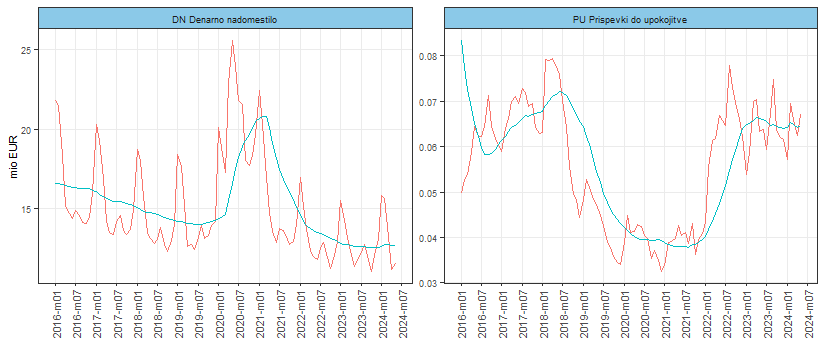 DN Denarno nadomestilo
PU Prispevki do upokojitve
mio EUR
25
20
15
0.08
0.07
0.06
0.05
0.04
0.03
2016-m01
2016-m07
2017-m01
2017-m07
2018-m01
2018-m07
2019-m01
2019-m07
2020-m01
2020-m07
2021-m01
2021-m07
2022-m01
2022-m07
2023-m01
2023-m07
2024-m01
2024-m07
2016-m01
2016-m07
2017-m01
2017-m07
2018-m01
2018-m07
2019-m01
2019-m07
2020-m01
2020-m07
2021-m01
2021-m07
2022-m01
2022-m07
2023-m01
2023-m07
2024-m01
2024-m07